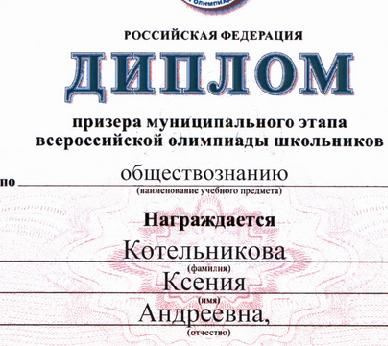 РОССИЙСКАЯ ФЕДЕРАЦИЯ
ДИПЛОМ
призера муниципального этапа
всероссийской олимпиады школьников
по обществознанию
(наименование учебного предмета)
Награждается
Котельникова
(фамилия)
Ксения
(имя)
Андреевна,
(отчество)